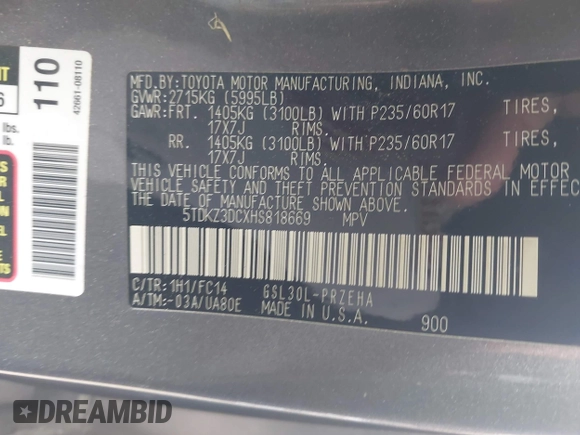 MFD.BY:TOYOTA MOTOR MANUFACTURING, INDIANA, INC.
GVWR:2715KG (5995LB)
GAWR:FRT. 1405KG (3100LB) WITH P235/60R17 TIRES,
17X7J RIMS.
RR. 1405KG (3100LB) WITH P235/60R17 TIRES,
17X7J RIMS.
THIS VEHICLE CONFORMS TO ALL APPLICABLE FEDERAL MOTOR
VEHICLE SAFETY AND THEFT PREVENTION STANDARDS IN EFFEC
THE DATE OF MANUFACTURE SHOWN ABOVE.
5TDKZ3DCXHS818669 MPV
C/TR:1H1/FC14 GSL30L-PRZEHA
A/TM:-03A/UA80E MADE IN U.S.A.
900
110
42661-08110
lbs.
lb.
DREAMBID